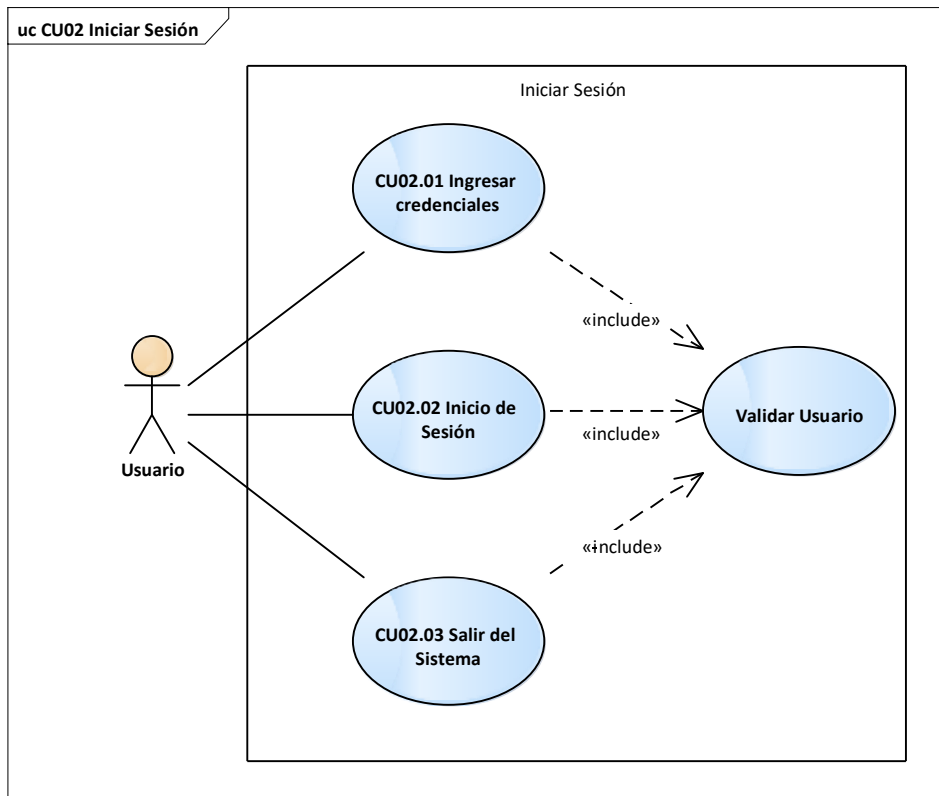 uc CU02 Iniciar Sesión
Iniciar Sesión
CU02.01 Ingresar
credenciales
«include»
Usuario
CU02.02 Inicio de
Sesión
«include»
Validar Usuario
«include»
CU02.03 Salir del
Sistema